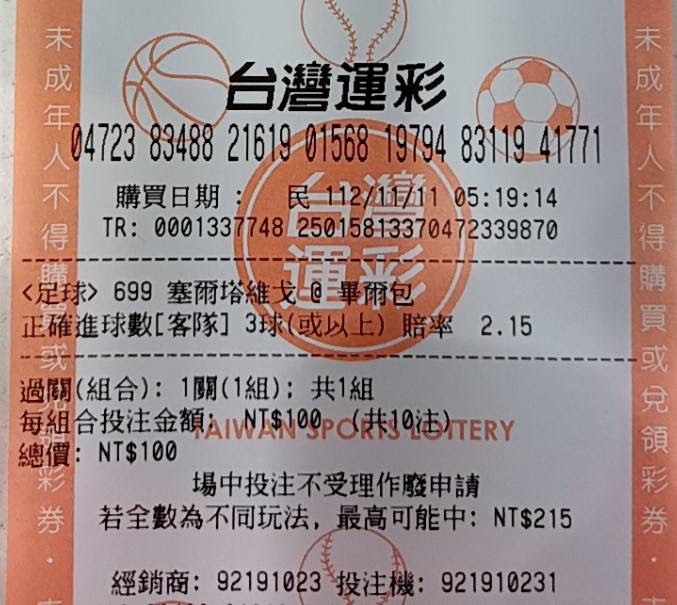 台灣運彩
04723 83488 21619 01568 19794 83119 41771
購買日期 : 民 112/11/11 05:19:14
TR: 0001337748 250158133704723398​70
<足球> 699 塞爾塔維戈 @ 畢爾包
正確進球數[客隊] 3球(或以上) 賠率 2.15
過關(組合): 1關(1組); 共1組
每組合投注金額: NT$100 (共10注)
TAIWAN SPORTS LOTTERY
總價: NT$100
場中投注不受理作廢申請
若全數為不同玩法, 最高可能中: NT$215
經銷商: 92191023 投注機: 921910231
台灣運彩
未成年人不得購買或兌領彩券·
未成年人不得購買或兌領彩券·